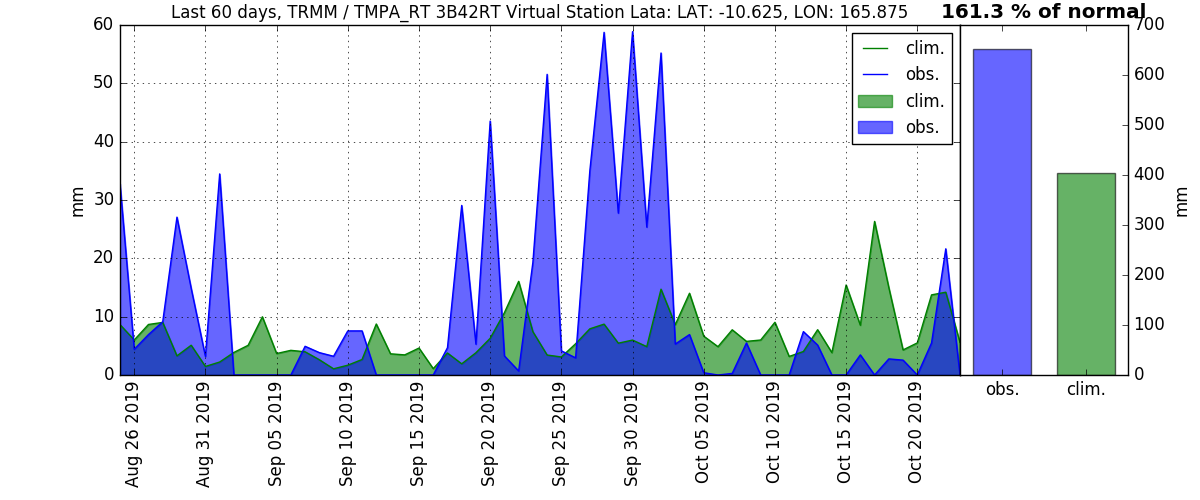 Last 60 days, TRMM / TMPA_RT 3B42RT Virtual Station Lata: LAT: -10.625, LON: 165.875
161.3 % of normal
mm
60
50
40
30
20
10
0
clim.
obs.
clim.
obs.
Aug 26 2019
Aug 31 2019
Sep 05 2019
Sep 10 2019
Sep 15 2019
Sep 20 2019
Sep 25 2019
Sep 30 2019
Oct 05 2019
Oct 10 2019
Oct 15 2019
Oct 20 2019
700
600
500
400
300
200
100
0
mm
obs.
clim.